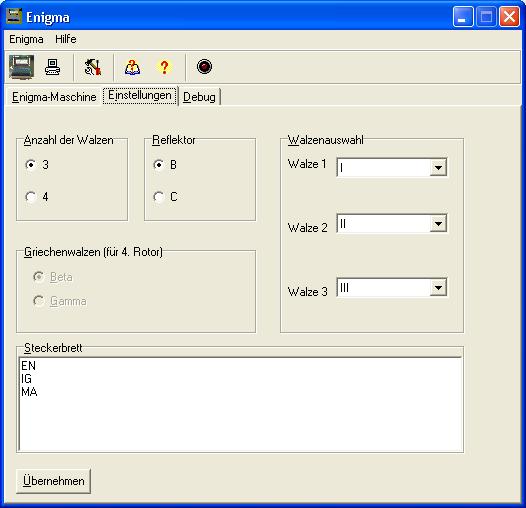 Enigma
Enigma Hilfe
Enigma-Maschine Einstellungen Debug
Anzahl der Walzen
3
4
Reflektor
B
C
Walzenauswahl
Walze 1 I
Walze 2 II
Walze 3 III
Griechenwalzen (für 4. Rotor)
Beta
Gamma
Steckerbrett
EN
IG
MA
Übernehmen